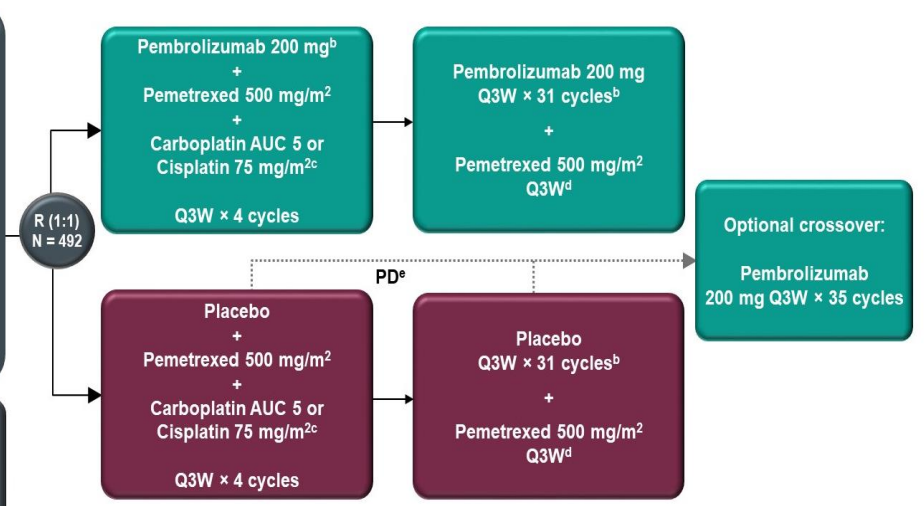 Pembrolizumab 200 mgᵇ
+
Pemetrexed 500 mg/m²
+
Carboplatin AUC 5 or
Cisplatin 75 mg/m²ᶜ
Q3W × 4 cycles
Pembrolizumab 200 mg
Q3W × 31 cyclesᵇ
+
Pemetrexed 500 mg/m²
Q3Wᵈ
R (1:1)
N = 492
Optional crossover:
Pembrolizumab
200 mg Q3W × 35 cycles
PDᵉ
Placebo
+
Pemetrexed 500 mg/m²
+
Carboplatin AUC 5 or
Cisplatin 75 mg/m²ᶜ
Q3W × 4 cycles
Placebo
Q3W × 31 cyclesᵇ
+
Pemetrexed 500 mg/m²
Q3Wᵈ